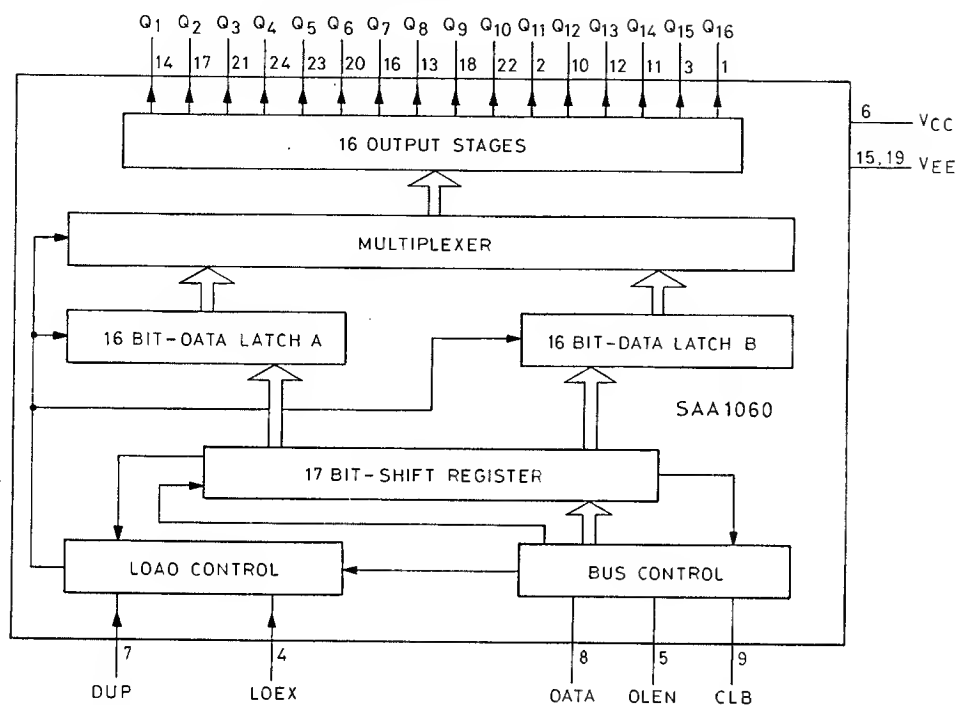 Q1 Q2 Q3 Q4 Q5 Q6 Q7 Q8 Q9 Q10 Q11 Q12 Q13 Q14 Q15 Q16
14 17 21 24 23 20 16 13 18 22 2 10 12 11 3 1
16 OUTPUT STAGES
6 VCC
15,19 VEE
MULTIPLEXER
16 BIT-OATA LATCH A
16 BIT-DATA LATCH B
SAA1060
17 BIT-SHIFT REGISTER
LOAO CONTROL
BUS CONTROL
7 4 8 5 9
DUP LOEX OATA OLEN CLB